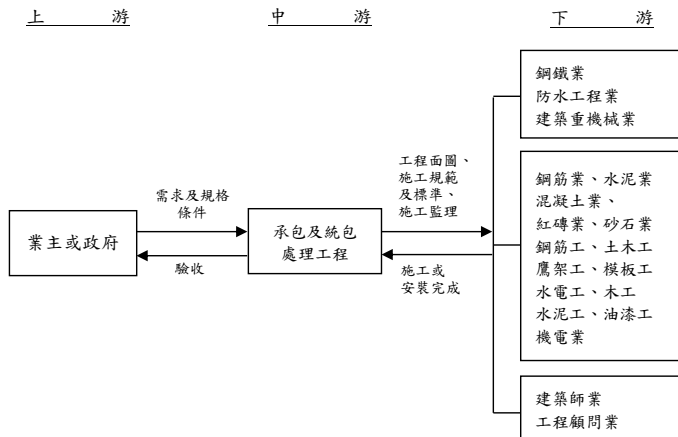 上　　游
中　　游
下　　游
業主或政府
需求及規格
條件
驗收
承包及統包
處理工程
工程面圖、
施工規範
及標準、
施工監理
施工或
安裝完成
鋼鐵業
防水工程業
建築重機械業
鋼筋業、水泥業
混凝土業、
紅磚業、砂石業
鋼筋工、土木工
鷹架工、模板工
水電工、木工
水泥工、油漆工
機電業
建築師業
工程顧問業